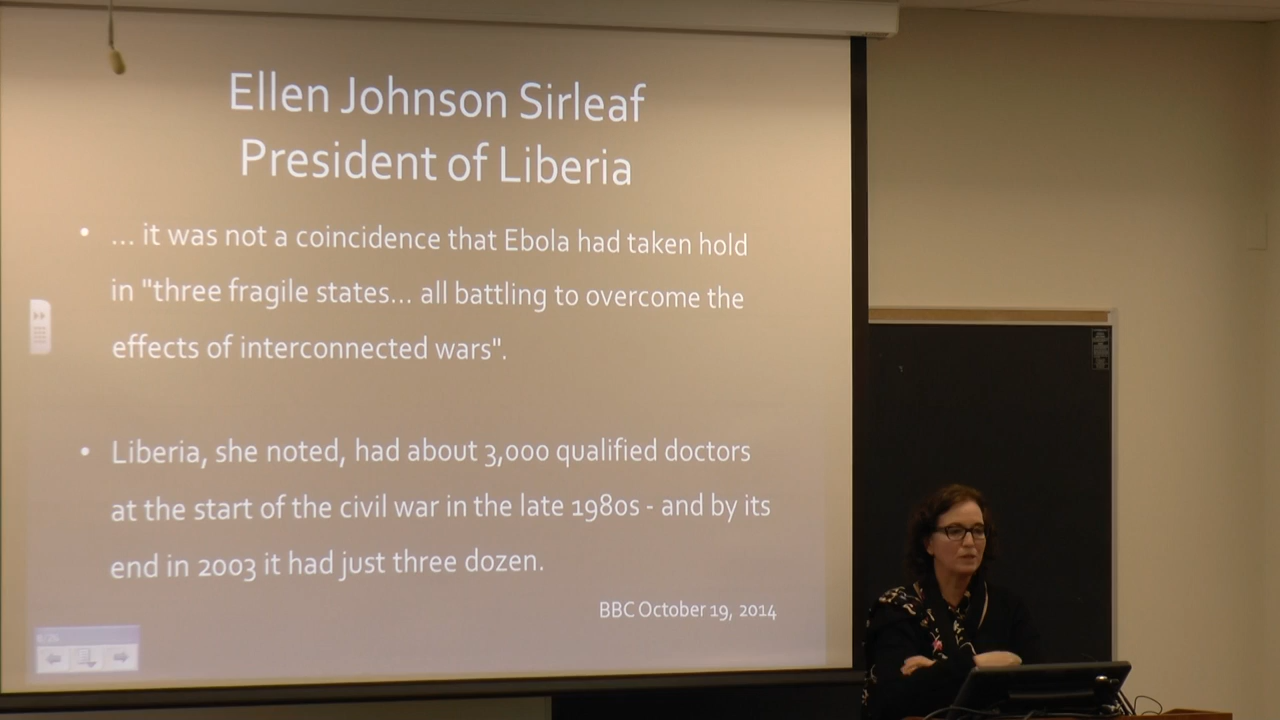 Ellen Johnson Sirleaf
President of Liberia
• ... it was not a coincidence that Ebola had taken hold
in "three fragile states... all battling to overcome the
effects of interconnected wars".
• Liberia, she noted, had about 3,000 qualified doctors
at the start of the civil war in the late 1980s - and by its
end in 2003 it had just three dozen.
BBC October 19, 2014